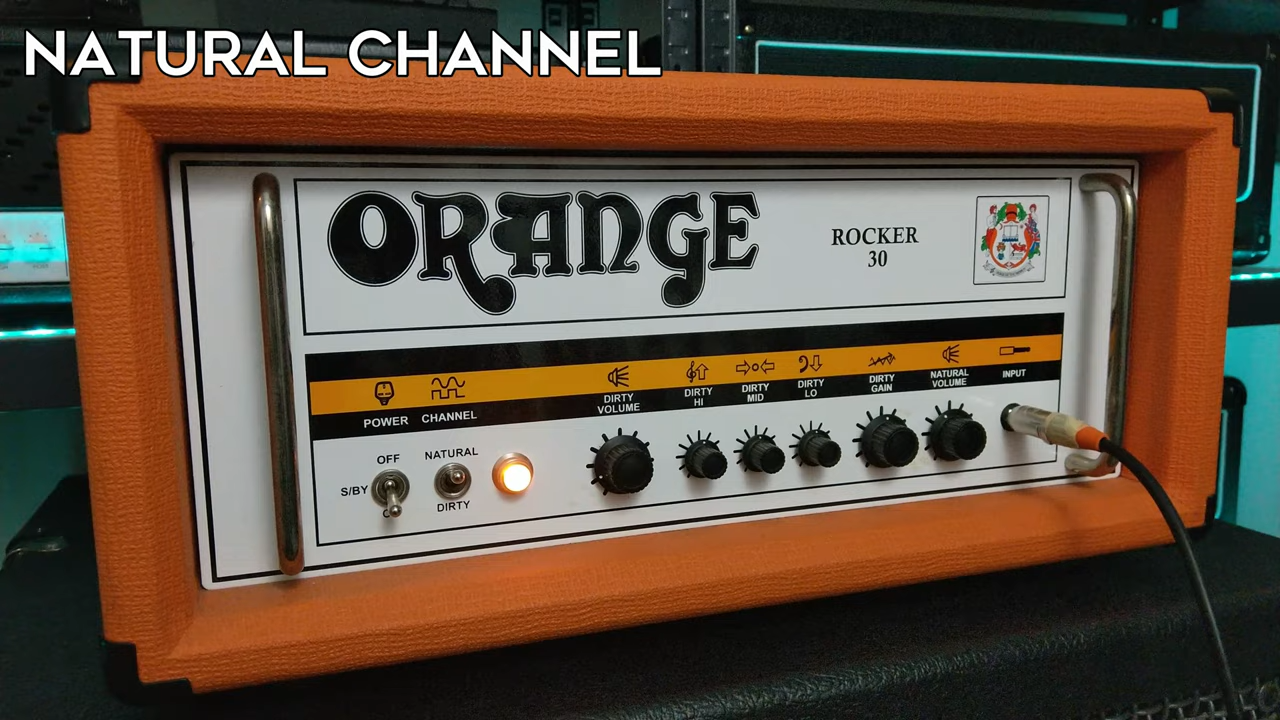 NATURAL CHANNEL
ORANGE
ROCKER
30
POWER
CHANNEL
DIRTY
VOLUME
DIRTY
HI
DIRTY
MID
DIRTY
LO
DIRTY
GAIN
NATURAL
VOLUME
INPUT
OFF
S/BY
NATURAL
DIRTY